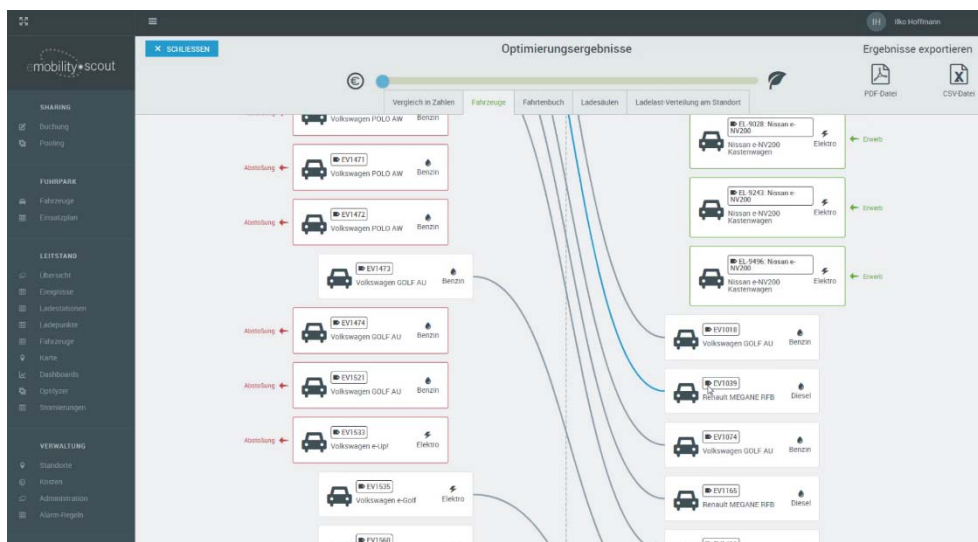 IH Ilko Hoffmann
emobility scout
× SCHLIESSEN
Optimierungsergebnisse
Ergebnisse exportieren
PDF-Datei
CSV-Datei
Vergleich in Zahlen
Fahrzeuge
Fahrtenbuch
Ladesäulen
Ladelast-Verteilung am Standort
SHARING
Buchung
Pooling
FUHRPARK
Fahrzeuge
Einsatzplan
LEITSTAND
Übersicht
Ereignisse
Ladestationen
Ladepunkte
Fahrzeuge
Karte
Dashboards
Optilyzer
Stornierungen
VERWALTUNG
Standorte
Kosten
Administration
Alarm-Regeln
Volkswagen POLO AW
Benzin
Abstoßung
EV1471
Volkswagen POLO AW
Benzin
Abstoßung
EV1472
Volkswagen POLO AW
Benzin
EV1473
Volkswagen GOLF AU
Benzin
Abstoßung
EV1474
Volkswagen GOLF AU
Benzin
Abstoßung
EV1521
Volkswagen GOLF AU
Benzin
Abstoßung
EV1533
Volkswagen e-Up!
Elektro
EV1535
Volkswagen e-Golf
Elektro
EV1560
EL-9028: Nissan e-
NV200
Nissan e-NV200
Kastenwagen
Elektro
Erwerb
EL-9243: Nissan e-
NV200
Nissan e-NV200
Kastenwagen
Elektro
Erwerb
EL-9496: Nissan e-
NV200
Nissan e-NV200
Kastenwagen
Elektro
Erwerb
EV1018
Volkswagen GOLF AU
Benzin
EV1039
Renault MEGANE RFB
Diesel
EV1074
Volkswagen GOLF AU
Benzin
EV1165
Renault MEGANE RFB
Diesel